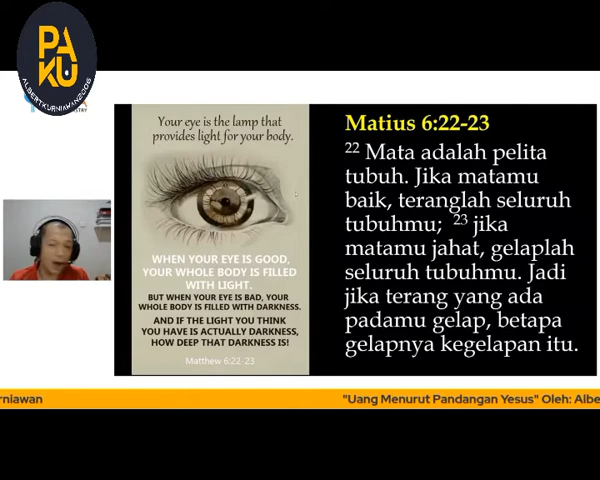 PA
KU
ALBERTKURNIAWAN2006
Your eye is the lamp that
provides light for your body.
WHEN YOUR EYE IS GOOD,
YOUR WHOLE BODY IS FILLED
WITH LIGHT.
BUT WHEN YOUR EYE IS BAD, YOUR
WHOLE BODY IS FILLED WITH DARKNESS.
AND IF THE LIGHT YOU THINK
YOU HAVE IS ACTUALLY DARKNESS,
HOW DEEP THAT DARKNESS IS!
Matthew 6:22-23
Matius 6:22-23
22 Mata adalah pelita
tubuh. Jika matamu
baik, teranglah seluruh
tubuhmu; 23 jika
matamu jahat, gelaplah
seluruh tubuhmu. Jadi
jika terang yang ada
padamu gelap, betapa
gelapnya kegelapan itu.
rniawan
"Uang Menurut Pandangan Yesus" Oleh: Albe